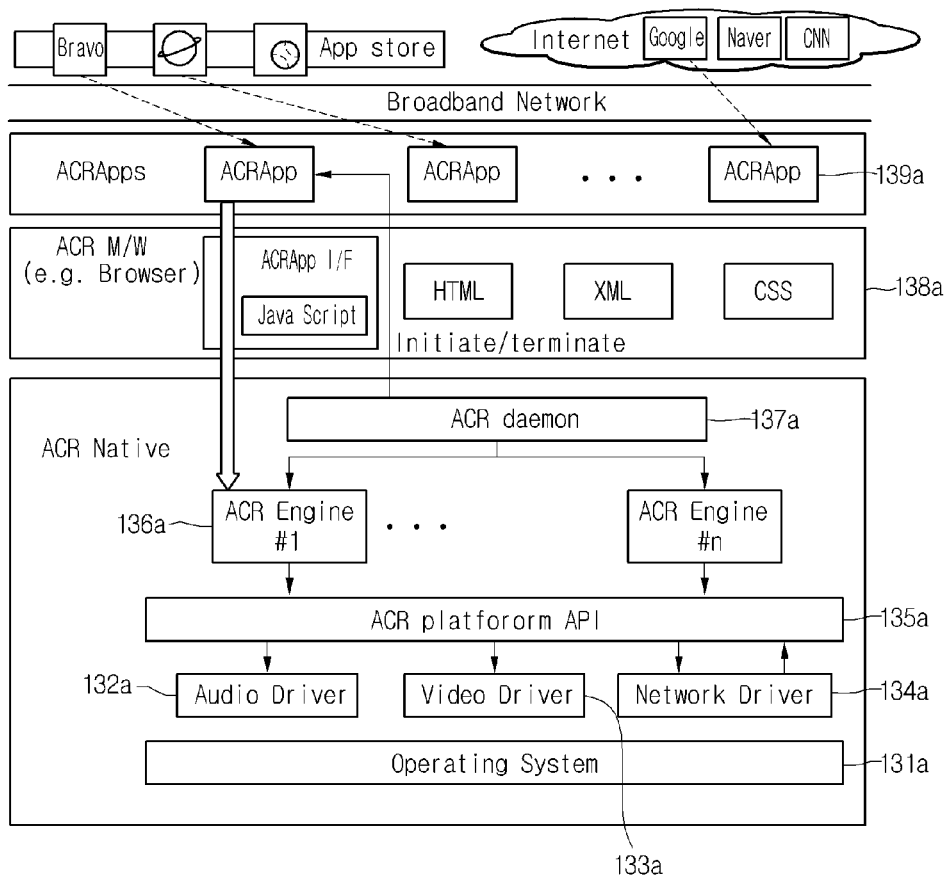 Bravo
App store
Internet
Google
Naver
CNN
Broadband Network
ACRApps
ACRApp
ACRApp
. . .
ACRApp
139a
ACR M/W
(e.g. Browser)
ACRApp I/F
Java Script
HTML
XML
CSS
138a
Initiate/terminate
ACR daemon
137a
ACR Native
136a
ACR Engine
#1
. . .
ACR Engine
#n
ACR platfororm API
135a
132a
Audio Driver
Video Driver
Network Driver
134a
Operating System
131a
133a